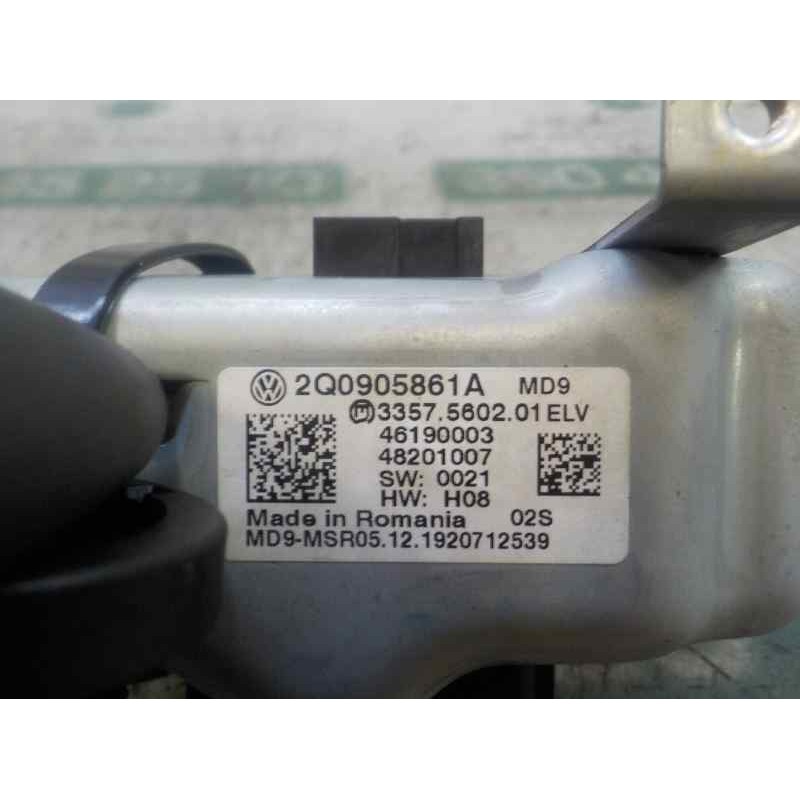 2Q0905861A MD9
3357.5602.01 ELV
46190003
48201007
SW: 0021
HW: H08
Made in Romania 02S
MD9-MSR05.12.1920712539